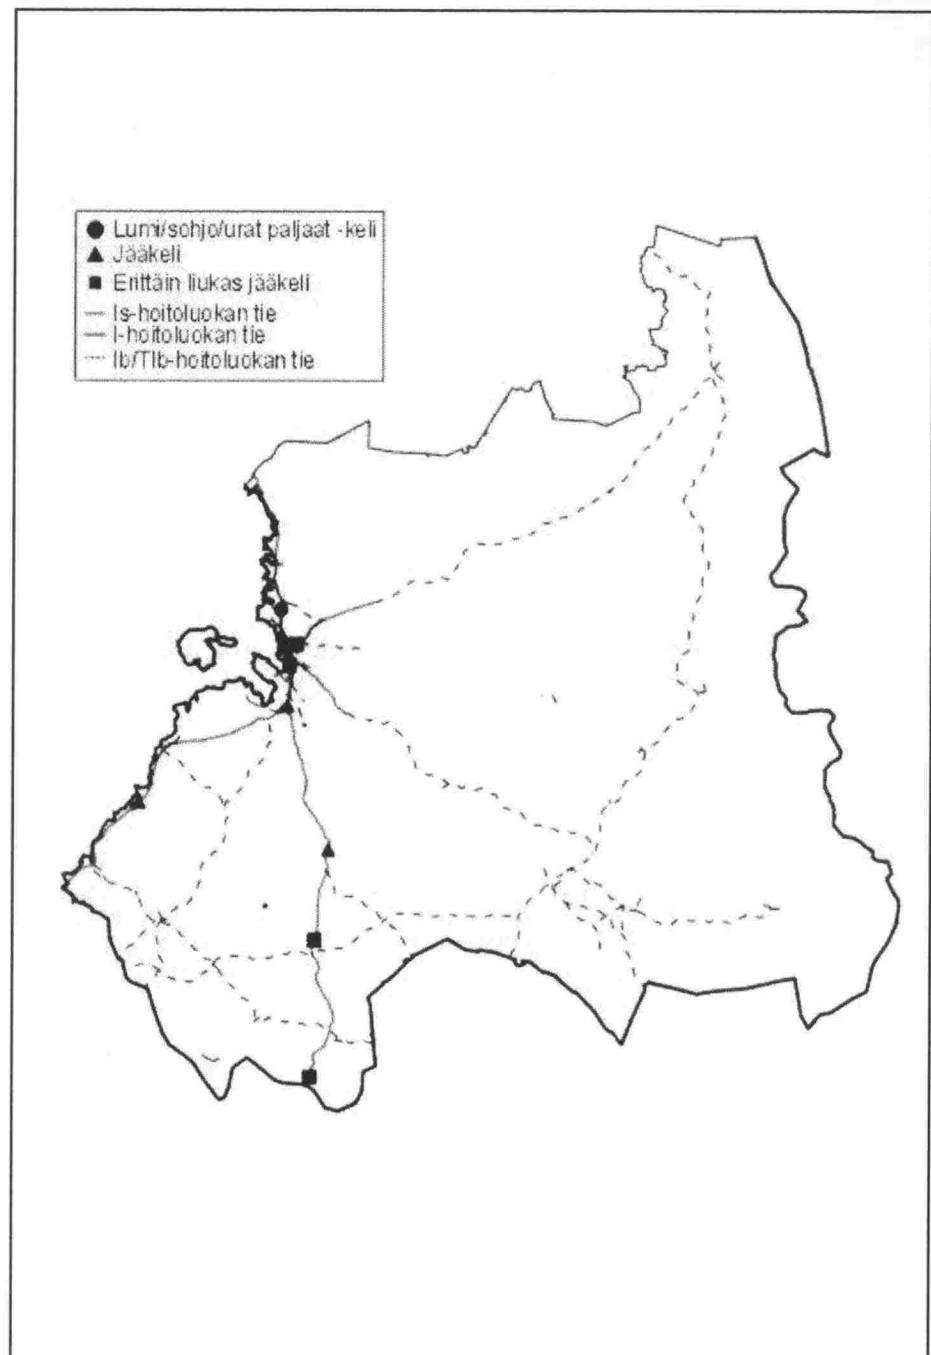 Lumi/sohjo/urat paljaat -keli
Jääkeli
Erittäin liukas jääkeli
Is-hoitoluokan tie
I-hoitoluokan tie
Ib/TIb-hoitoluokan tie